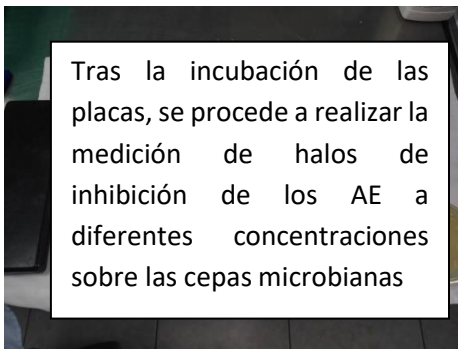 Tras la incubación de las
placas, se procede a realizar la
medición de halos de
inhibición de los AE a
diferentes concentraciones
sobre las cepas microbianas